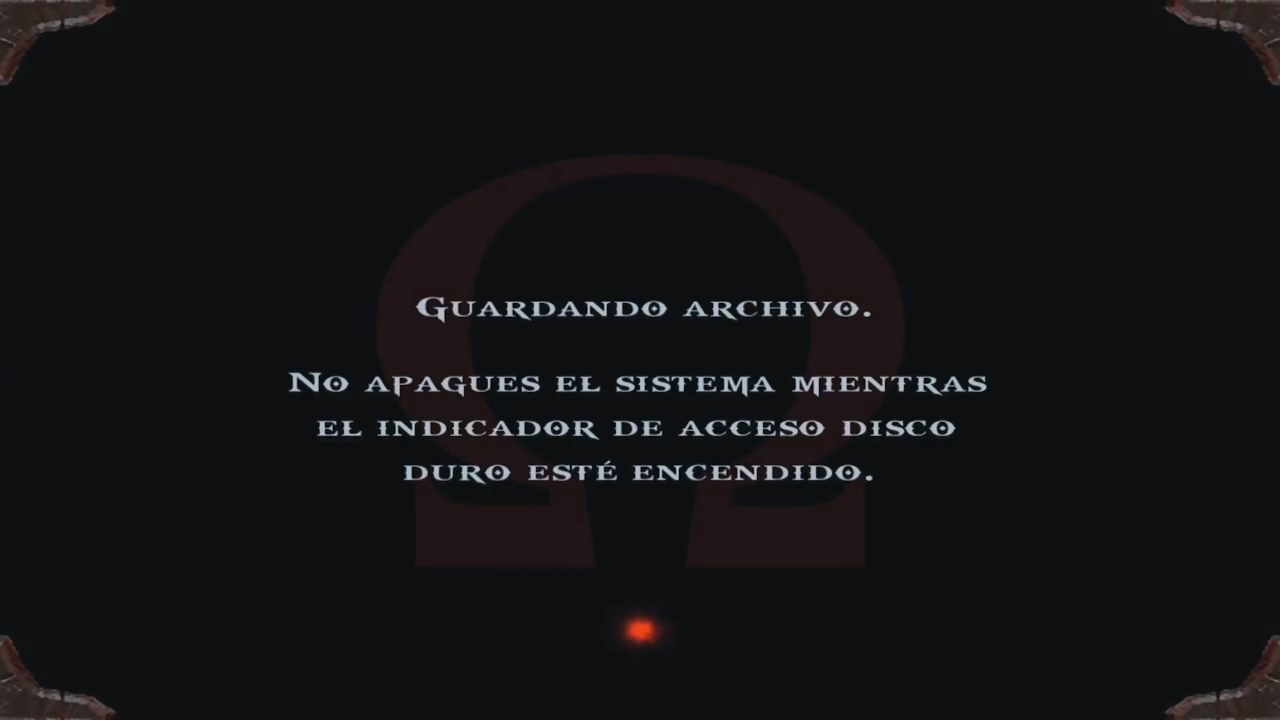 Guardando archivo.
No apagues el sistema mientras
el indicador de acceso disco
duro esté encendido.